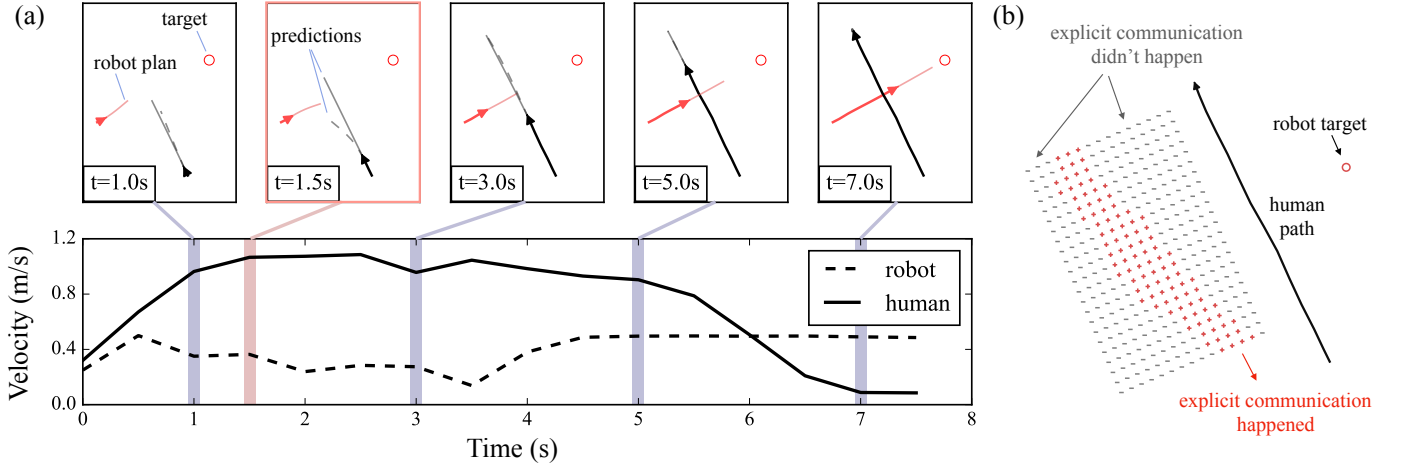 (a)
target
robot plan
t=1.0s
predictions
t=1.5s
t=3.0s
t=5.0s
t=7.0s
Velocity (m/s)
1.2
0.8
0.4
0.0
robot
human
0 1 2 3 4 5 6 7 8
Time (s)
(b)
explicit communication
didn't happen
robot target
human
path
explicit communication
happened